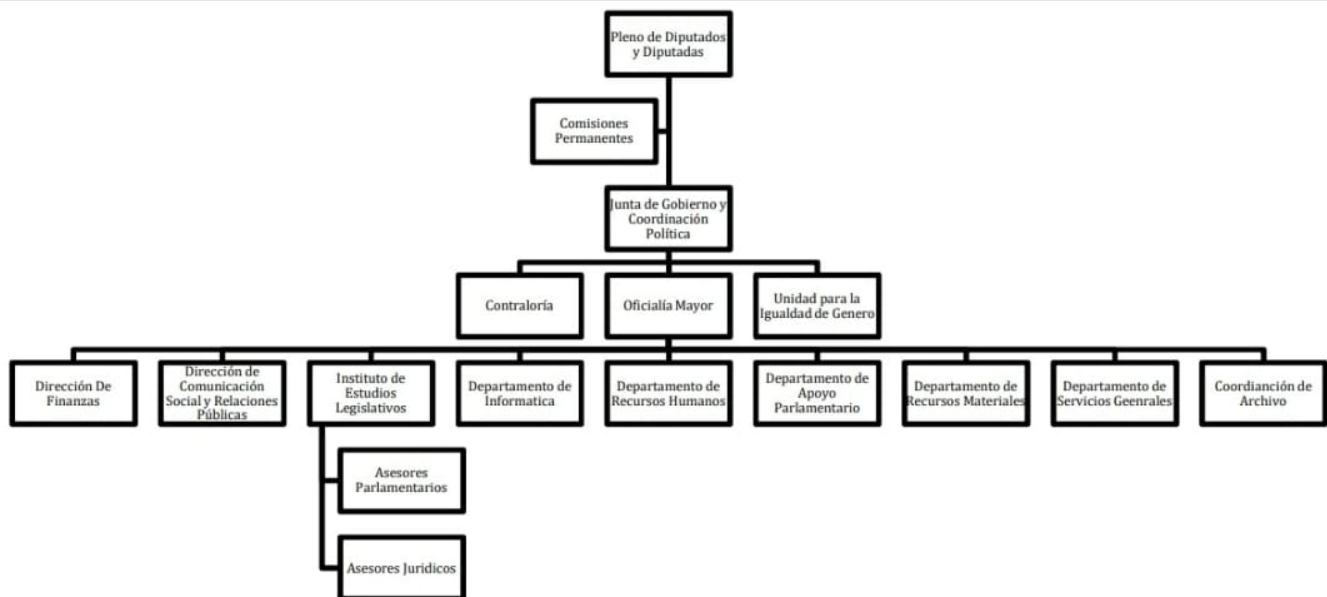 Pleno de Diputados
y Diputadas
Comisiones
Permanentes
Junta de Gobierno y
Coordinación
Política
Contraloría
Oficialía Mayor
Unidad para la
Igualdad de Genero
Dirección De
Finanzas
Dirección de
Comunicación
Social y Relaciones
Públicas
Instituto de
Estudios
Legislativos
Departamento de
Informatica
Departamento de
Recursos Humanos
Departamento de
Apoyo
Parlamentario
Departamento de
Recursos Materiales
Departamento de
Servicios Geenrales
Coordianción de
Archivo
Asesores
Parlamentarios
Asesores Juridicos